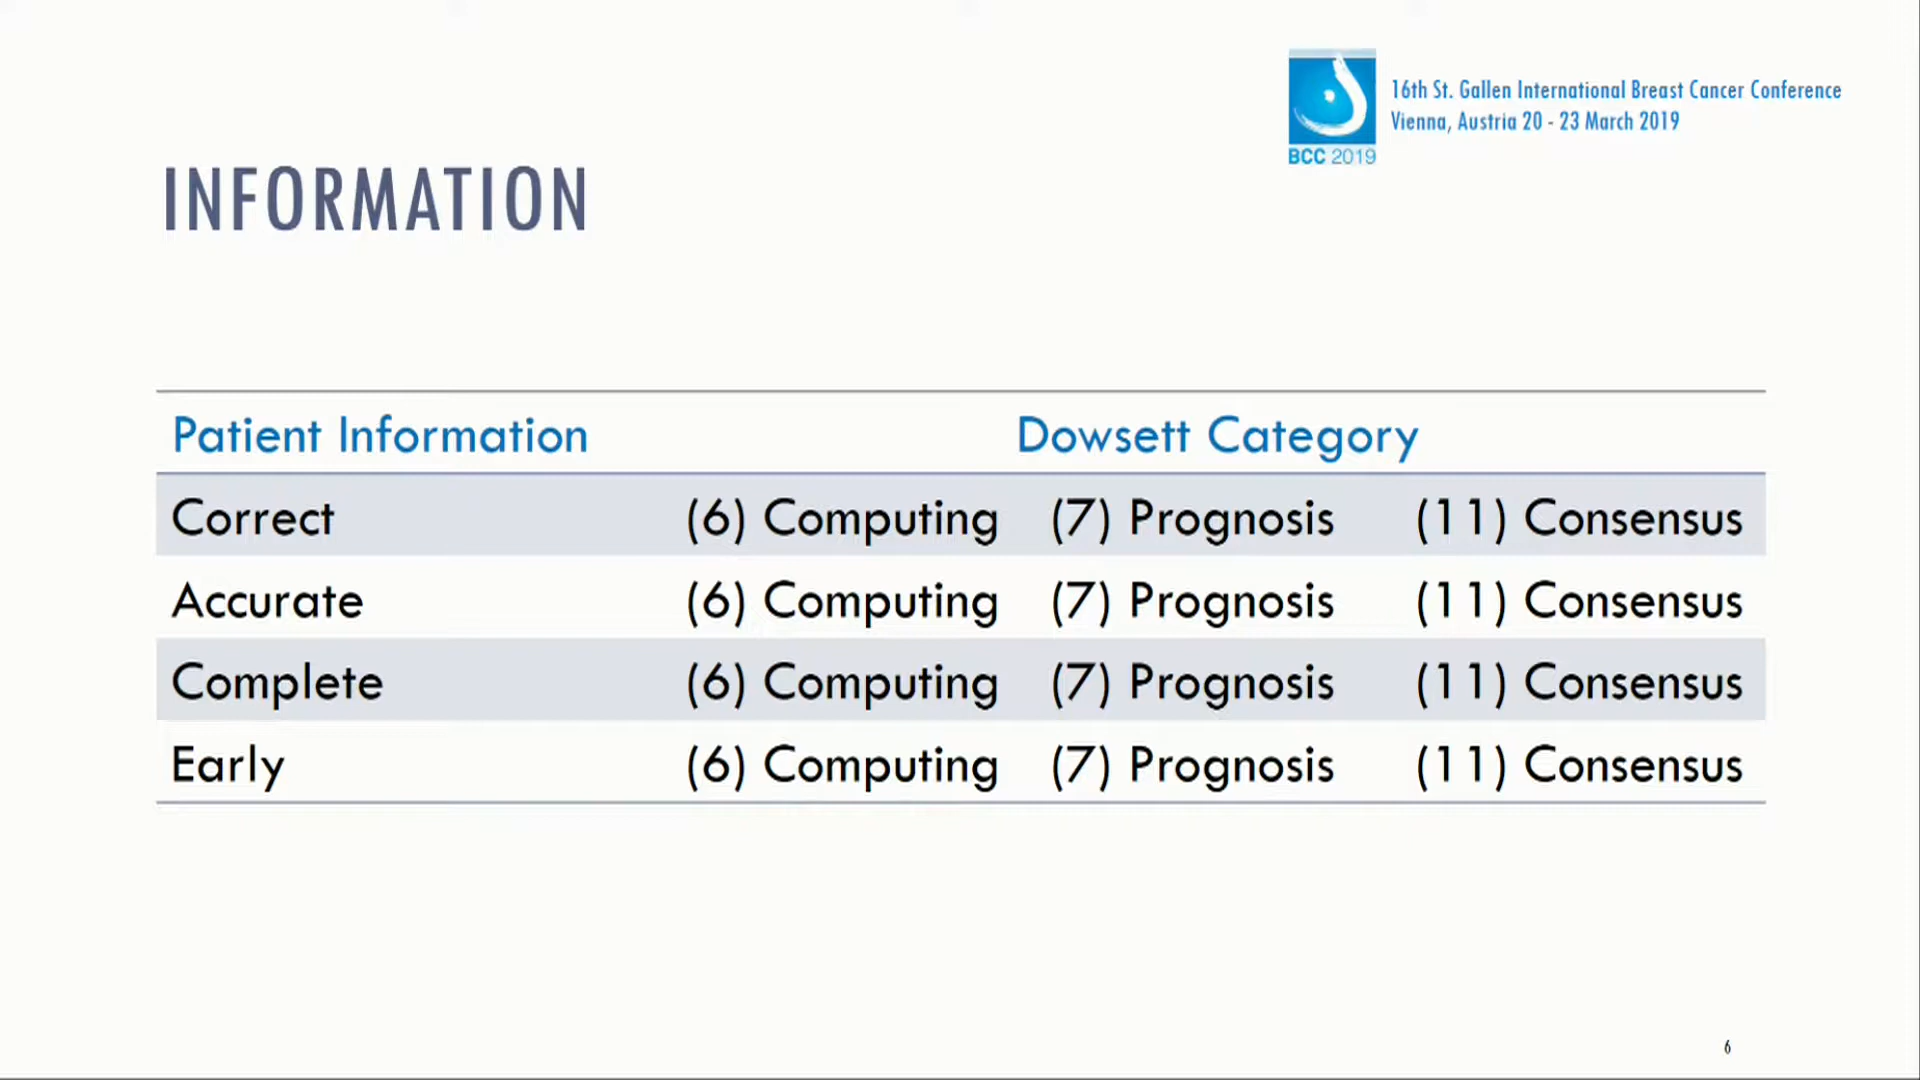 16th St. Gallen International Breast Cancer Conference
Vienna, Austria 20 - 23 March 2019
BCC 2019
INFORMATION
Patient Information Dowsett Category
Correct (6) Computing (7) Prognosis (11) Consensus
Accurate (6) Computing (7) Prognosis (11) Consensus
Complete (6) Computing (7) Prognosis (11) Consensus
Early (6) Computing (7) Prognosis (11) Consensus
6